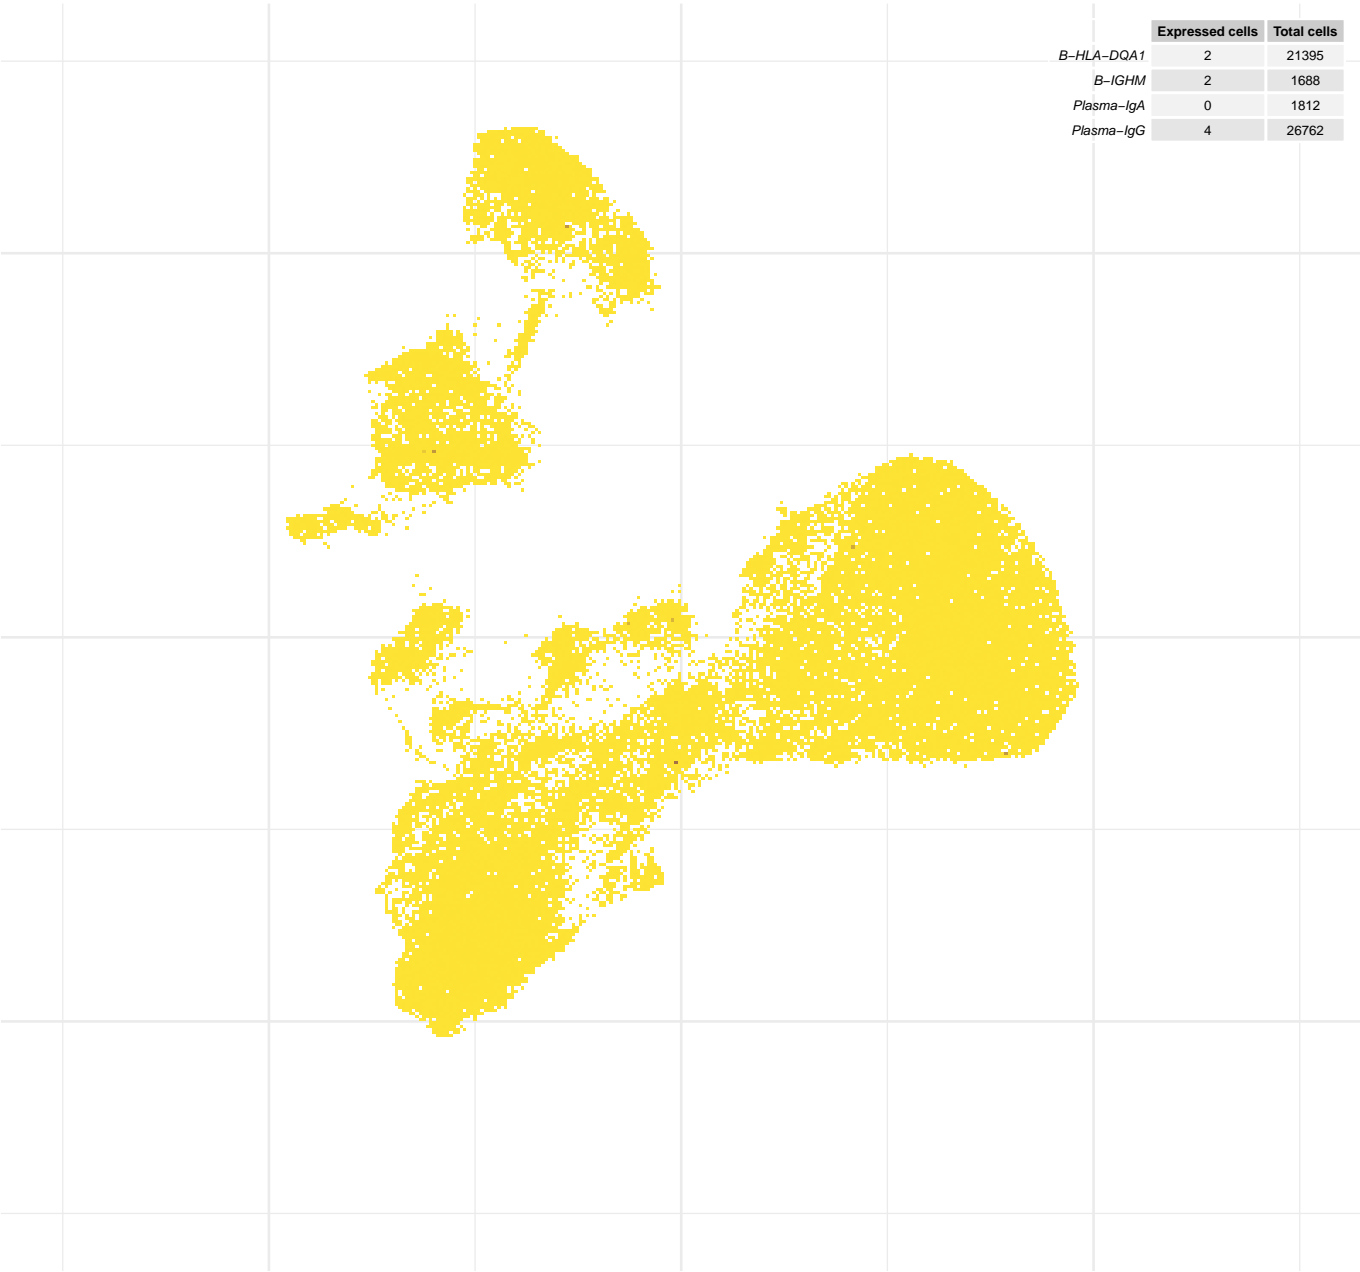 Expressed cells Total cells
B−HLA−DQA1 2 21395
B−IGHM 2 1688
Plasma−IgA 0 1812
Plasma−IgG 4 26762